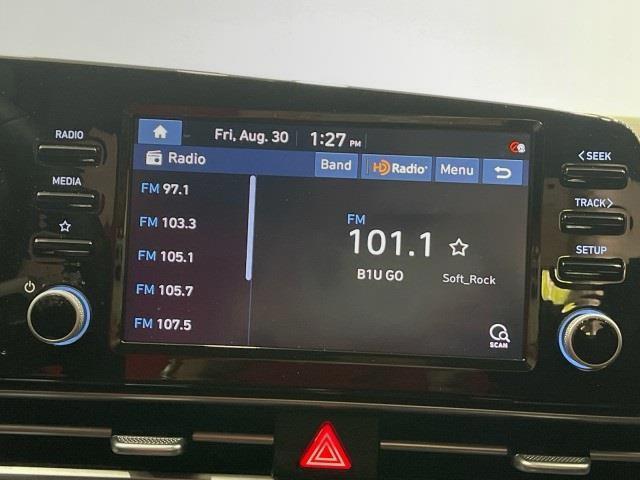 RADIO
MEDIA
Fri, Aug. 30 1:27 PM
Radio Band HD Radio Menu
FM 97.1
FM 103.3
FM 105.1
FM 105.7
FM 107.5
FM
101.1
B1U GO
Soft_Rock
SCAN
<SEEK
TRACK>
SETUP